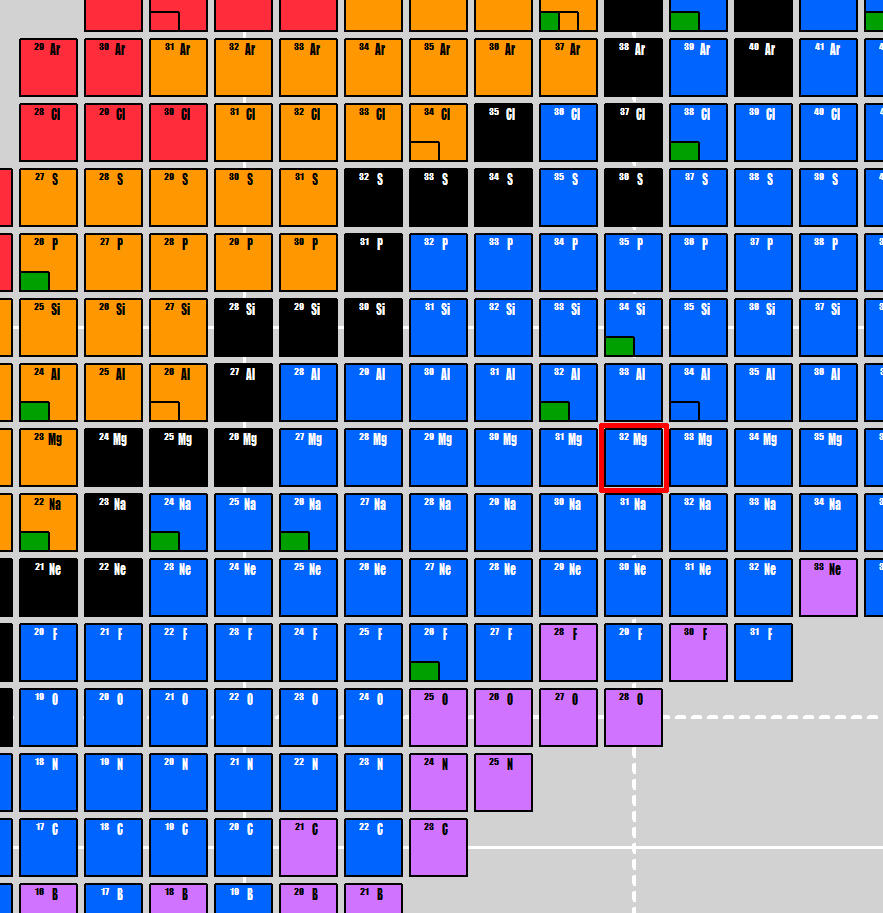 29 Ar 30 Ar 31 Ar 32 Ar 33 Ar 34 Ar 35 Ar 36 Ar 37 Ar 38 Ar 39 Ar 40 Ar 41 Ar
28 Cl 29 Cl 30 Cl 31 Cl 32 Cl 33 Cl 34 Cl 35 Cl 36 Cl 37 Cl 38 Cl 39 Cl 40 Cl
27 S 28 S 29 S 30 S 31 S 32 S 33 S 34 S 35 S 36 S 37 S 38 S 39 S
26 P 27 P 28 P 29 P 30 P 31 P 32 P 33 P 34 P 35 P 36 P 37 P 38 P
25 Si 26 Si 27 Si 28 Si 29 Si 30 Si 31 Si 32 Si 33 Si 34 Si 35 Si 36 Si 37 Si
24 Al 25 Al 26 Al 27 Al 28 Al 29 Al 30 Al 31 Al 32 Al 33 Al 34 Al 35 Al 36 Al
23 Mg 24 Mg 25 Mg 26 Mg 27 Mg 28 Mg 29 Mg 30 Mg 31 Mg 32 Mg 33 Mg 34 Mg 35 Mg
22 Na 23 Na 24 Na 25 Na 26 Na 27 Na 28 Na 29 Na 30 Na 31 Na 32 Na 33 Na 34 Na
21 Ne 22 Ne 23 Ne 24 Ne 25 Ne 26 Ne 27 Ne 28 Ne 29 Ne 30 Ne 31 Ne 32 Ne 33 Ne
20 F 21 F 22 F 23 F 24 F 25 F 26 F 27 F 28 F 29 F 30 F 31 F
19 O 20 O 21 O 22 O 23 O 24 O 25 O 26 O 27 O 28 O
18 N 19 N 20 N 21 N 22 N 23 N 24 N 25 N
17 C 18 C 19 C 20 C 21 C 22 C 23 C
16 B 17 B 18 B 19 B 20 B 21 B